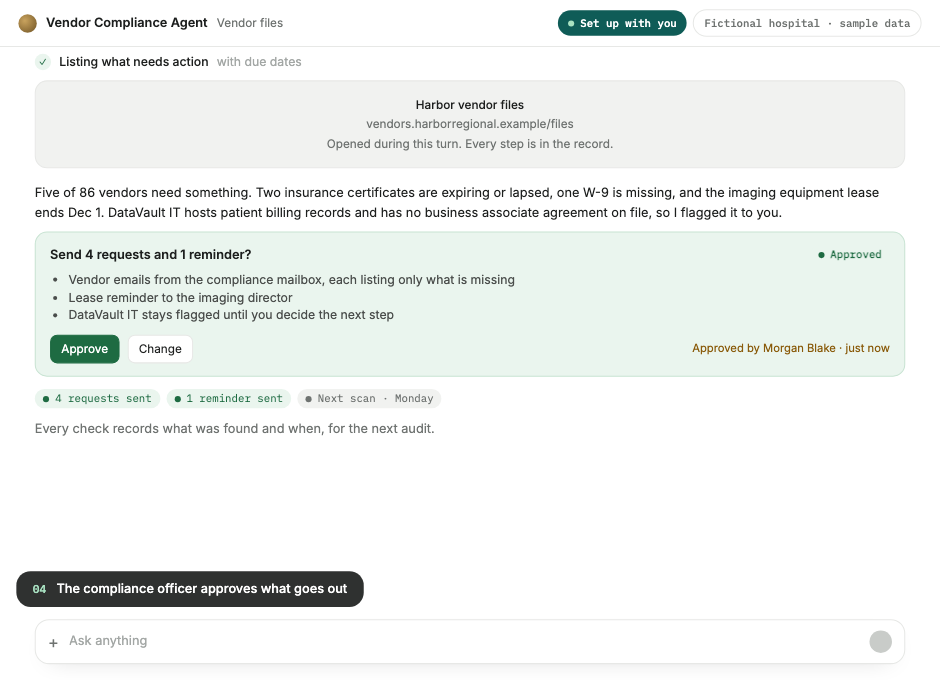 Vendor Compliance Agent Vendor files
Set up with you
Fictional hospital · sample data
✓ Listing what needs action with due dates
Harbor vendor files
vendors.harborregional.example/files
Opened during this turn. Every step is in the record.
Five of 86 vendors need something. Two insurance certificates are expiring or lapsed, one W-9 is missing, and the imaging equipment lease
ends Dec 1. DataVault IT hosts patient billing records and has no business associate agreement on file, so I flagged it to you.
Send 4 requests and 1 reminder?
Approved
• Vendor emails from the compliance mailbox, each listing only what is missing
• Lease reminder to the imaging director
• DataVault IT stays flagged until you decide the next step
Approve Change
Approved by Morgan Blake · just now
4 requests sent 1 reminder sent Next scan · Monday
Every check records what was found and when, for the next audit.
04 The compliance officer approves what goes out
+ Ask anything